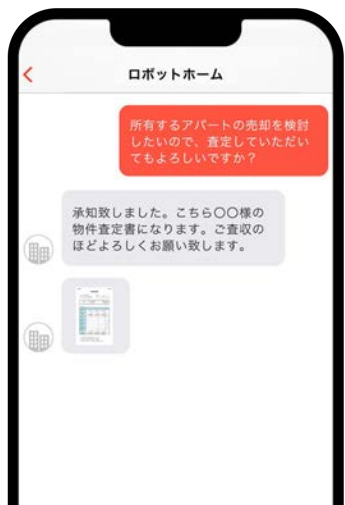 ロボットホーム
所有するアパートの売却を検討
したいので、査定していただい
てもよろしいですか？
承知致しました。こちら〇〇様の
物件査定書になります。ご査収の
ほどよろしくお願い致します。